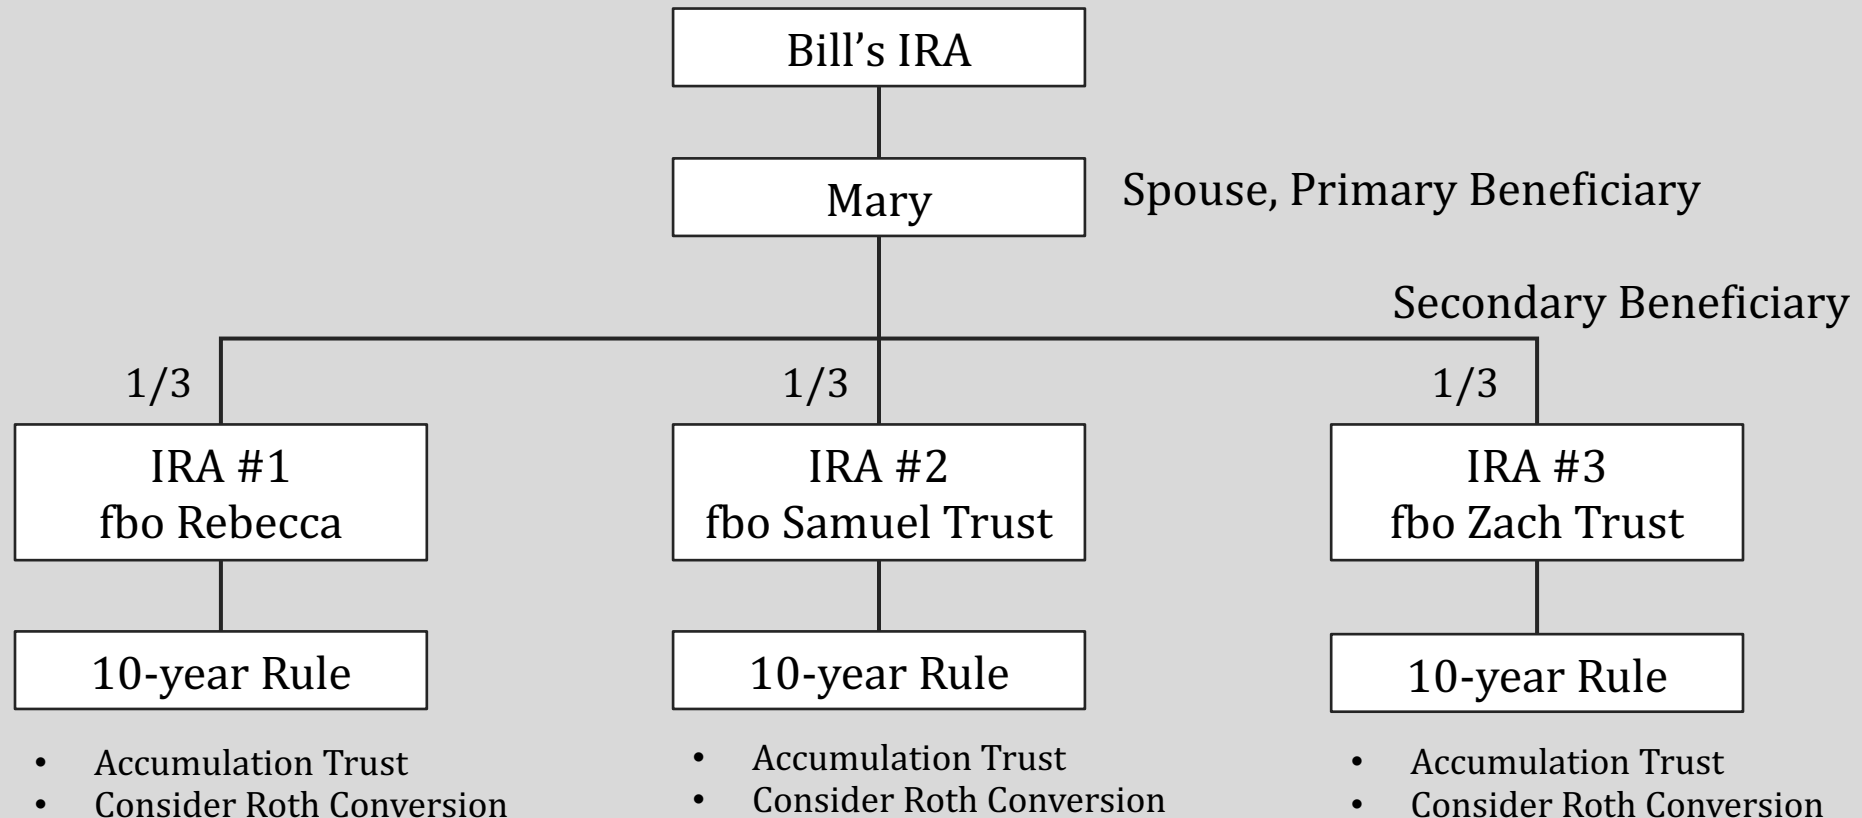 Bill’s IRA
Mary
Spouse, Primary Beneficiary
Secondary Beneficiary
1/3
1/3
1/3
IRA #1
fbo Rebecca
IRA #2
fbo Samuel Trust
IRA #3
fbo Zach Trust
10-year Rule
10-year Rule
10-year Rule
• Accumulation Trust
• Consider Roth Conversion
• Accumulation Trust
• Consider Roth Conversion
• Accumulation Trust
• Consider Roth Conversion